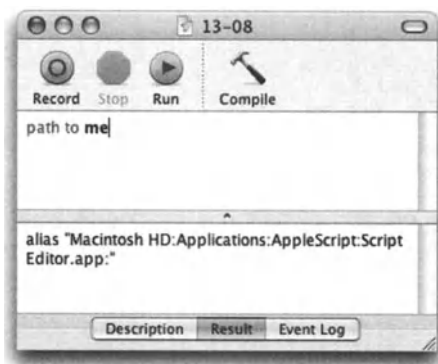 13-08
Record Stop Run Compile
path to me
alias "Macintosh HD:Applications:AppleScript:Script
Editor.app:"
Description Result Event Log